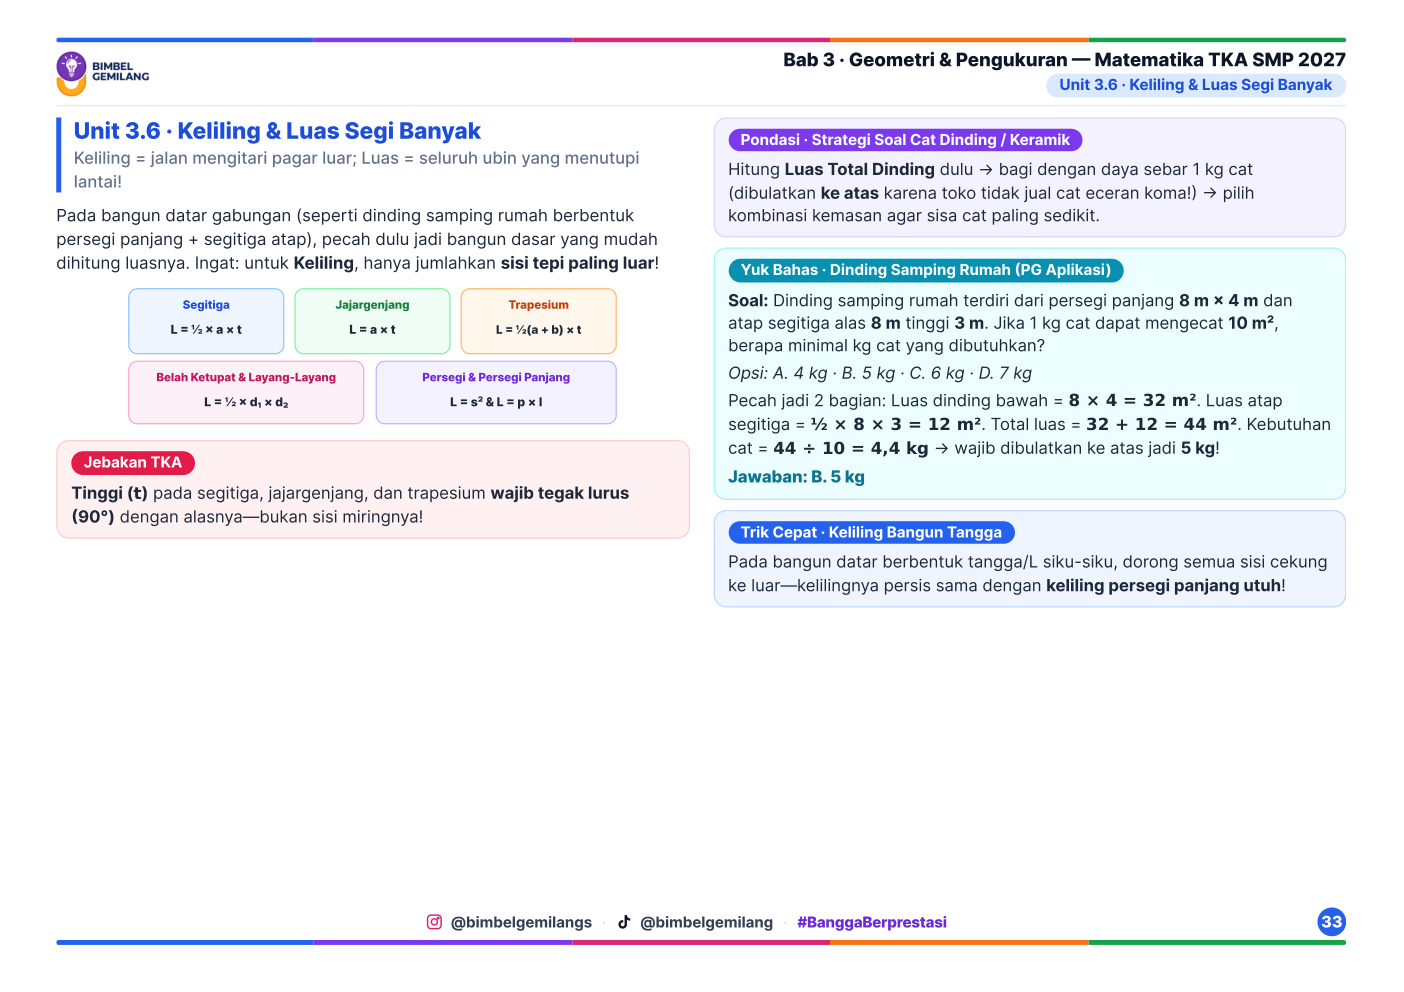 BIMBEL
GEMILANG
Bab 3 · Geometri & Pengukuran — Matematika TKA SMP 2027
Unit 3.6 · Keliling & Luas Segi Banyak
Unit 3.6 · Keliling & Luas Segi Banyak
Keliling = jalan mengitari pagar luar; Luas = seluruh ubin yang menutupi
lantai!
Pada bangun datar gabungan (seperti dinding samping rumah berbentuk
persegi panjang + segitiga atap), pecah dulu jadi bangun dasar yang mudah
dihitung luasnya. Ingat: untuk Keliling, hanya jumlahkan sisi tepi paling luar!
Segitiga
L = ½ × a × t
Jajargenjang
L = a × t
Trapesium
L = ½(a + b) × t
Belah Ketupat & Layang-Layang
L = ½ × d₁ × d₂
Persegi & Persegi Panjang
L = s² & L = p × l
Jebakan TKA
Tinggi (t) pada segitiga, jajargenjang, dan trapesium wajib tegak lurus
(90°) dengan alasnya—bukan sisi miringnya!
Pondasi · Strategi Soal Cat Dinding / Keramik
Hitung Luas Total Dinding dulu → bagi dengan daya sebar 1 kg cat
(dibulatkan ke atas karena toko tidak jual cat eceran koma!) → pilih
kombinasi kemasan agar sisa cat paling sedikit.
Yuk Bahas · Dinding Samping Rumah (PG Aplikasi)
Soal: Dinding samping rumah terdiri dari persegi panjang 8 m × 4 m dan
atap segitiga alas 8 m tinggi 3 m. Jika 1 kg cat dapat mengecat 10 m²,
berapa minimal kg cat yang dibutuhkan?
Opsi: A. 4 kg · B. 5 kg · C. 6 kg · D. 7 kg
Pecah jadi 2 bagian: Luas dinding bawah = 8 × 4 = 32 m². Luas atap
segitiga = ½ × 8 × 3 = 12 m². Total luas = 32 + 12 = 44 m². Kebutuhan
cat = 44 ÷ 10 = 4,4 kg → wajib dibulatkan ke atas jadi 5 kg!
Jawaban: B. 5 kg
Trik Cepat · Keliling Bangun Tangga
Pada bangun datar berbentuk tangga/L siku-siku, dorong semua sisi cekung
ke luar—kelilingnya persis sama dengan keliling persegi panjang utuh!
@bimbelgemilangs · @bimbelgemilang · #BanggaBerprestasi
33